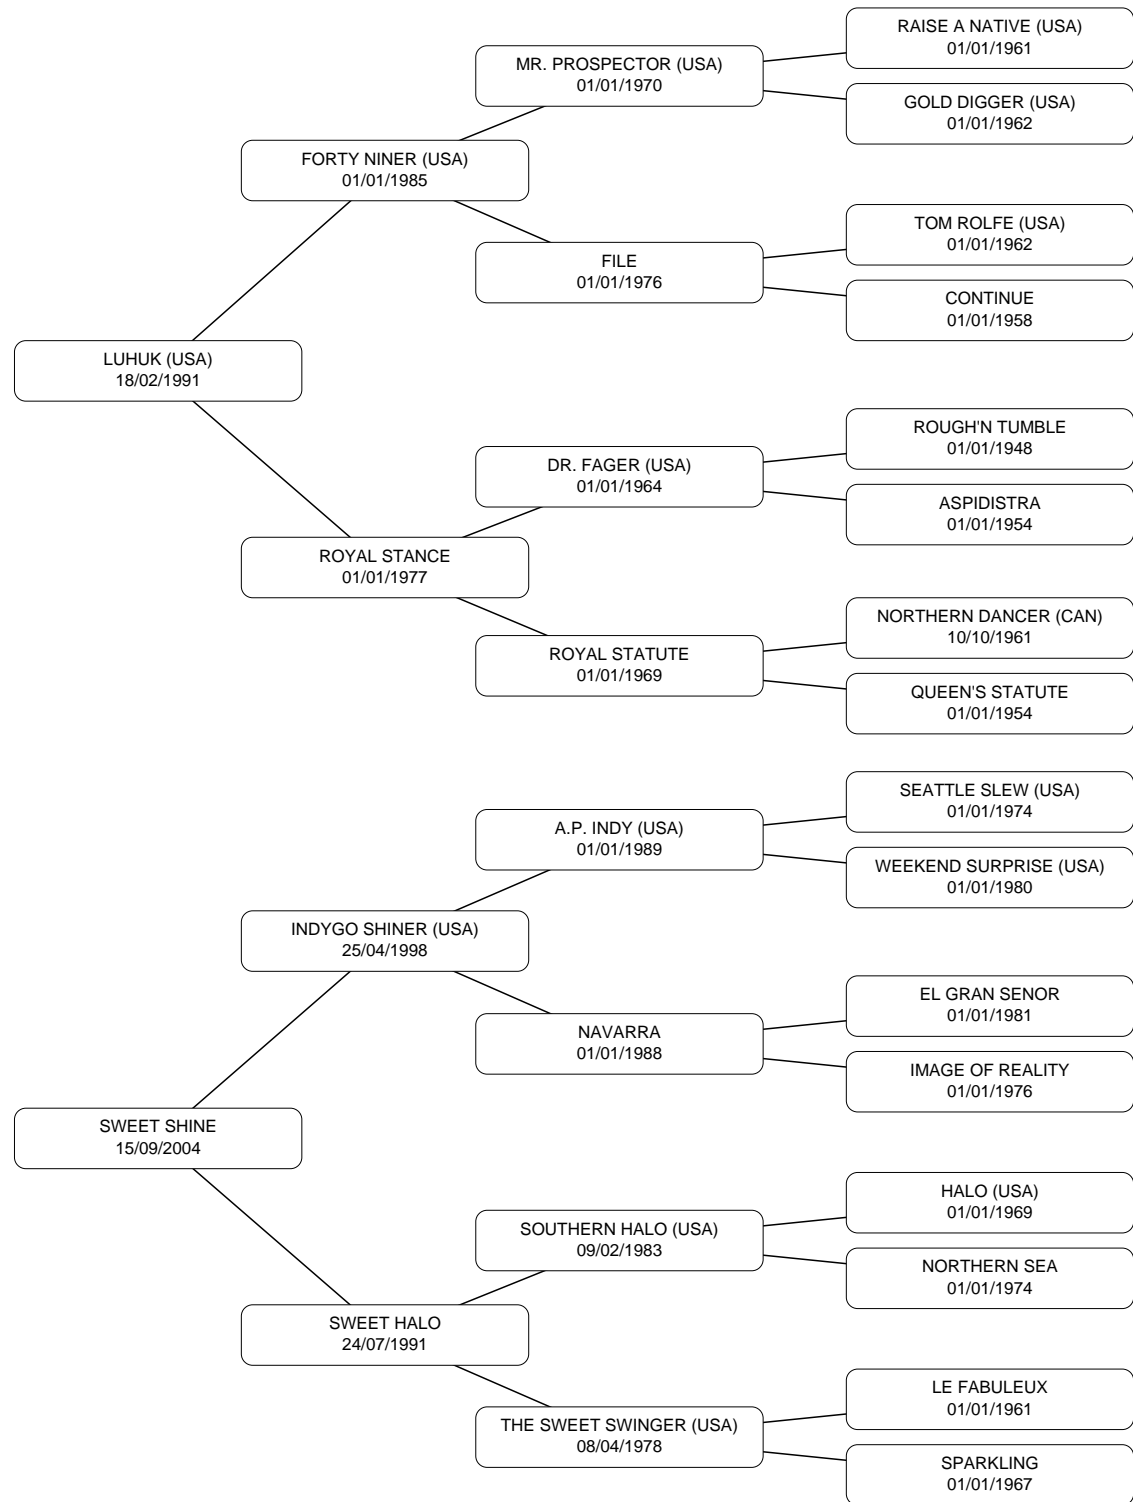 RAISE A NATIVE (USA)
01/01/1961
MR. PROSPECTOR (USA)
01/01/1970
GOLD DIGGER (USA)
01/01/1962
FORTY NINER (USA)
01/01/1985
TOM ROLFE (USA)
01/01/1962
FILE
01/01/1976
CONTINUE
01/01/1958
LUHUK (USA)
18/02/1991
ROUGH'N TUMBLE
01/01/1948
DR. FAGER (USA)
01/01/1964
ASPIDISTRA
01/01/1954
ROYAL STANCE
01/01/1977
NORTHERN DANCER (CAN)
10/10/1961
ROYAL STATUTE
01/01/1969
QUEEN'S STATUTE
01/01/1954
SEATTLE SLEW (USA)
01/01/1974
A.P. INDY (USA)
01/01/1989
WEEKEND SURPRISE (USA)
01/01/1980
INDYGO SHINER (USA)
25/04/1998
EL GRAN SENOR
01/01/1981
NAVARRA
01/01/1988
IMAGE OF REALITY
01/01/1976
SWEET SHINE
15/09/2004
HALO (USA)
01/01/1969
SOUTHERN HALO (USA)
09/02/1983
NORTHERN SEA
01/01/1974
SWEET HALO
24/07/1991
LE FABULEUX
01/01/1961
THE SWEET SWINGER (USA)
08/04/1978
SPARKLING
01/01/1967